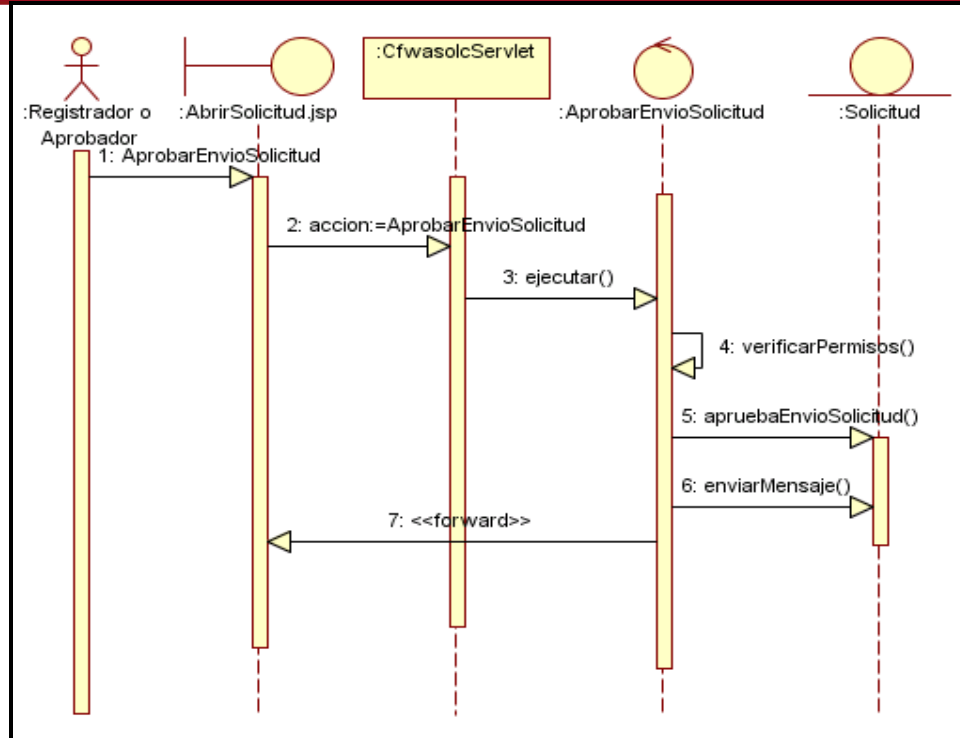 :CfwasolcServlet
:Registrador o
Aprobador
:AbrirSolicitud.jsp
:AprobarEnvioSolicitud
:Solicitud
1: AprobarEnvioSolicitud
2: accion:=AprobarEnvioSolicitud
3: ejecutar()
4: verificarPermisos()
5: apruebaEnvioSolicitud()
6: enviarMensaje()
7: <<forward>>